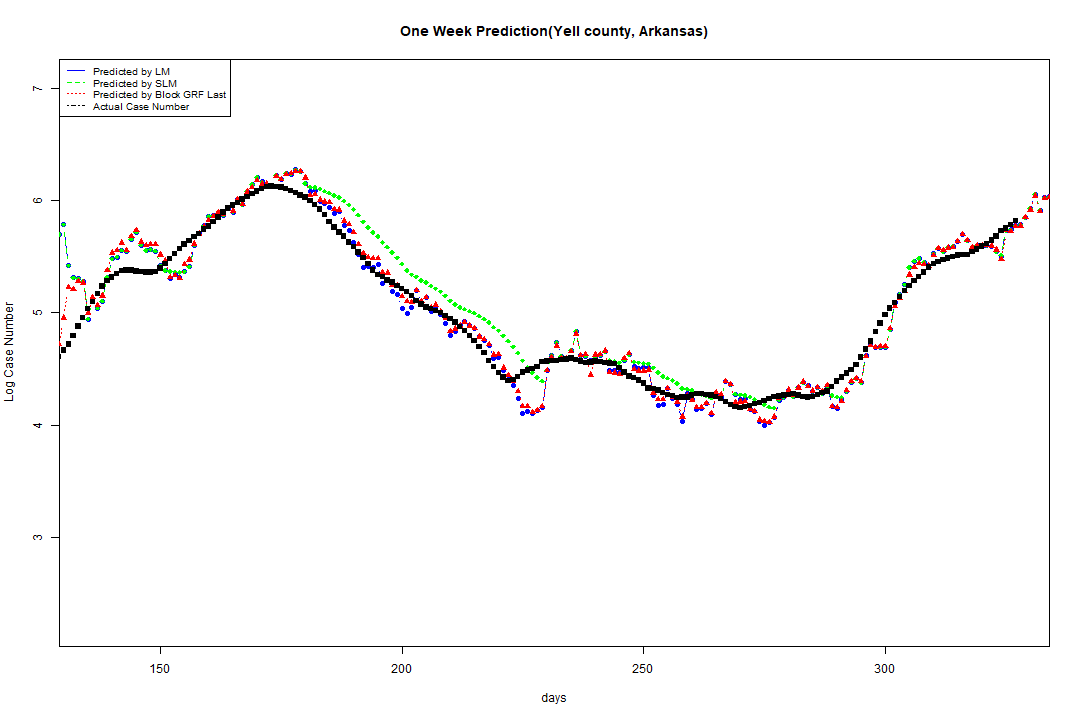 One Week Prediction(Yell county, Arkansas)
Predicted by LM
Predicted by SLM
Predicted by Block GRF Last
Actual Case Number
7
6
5
4
3
Log Case Number
150 200 250 300
days